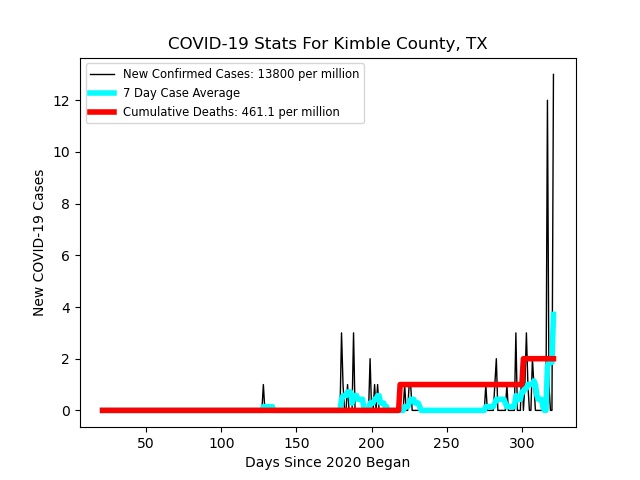 COVID-19 Stats For Kimble County, TX
New Confirmed Cases: 13800 per million
7 Day Case Average
Cumulative Deaths: 461.1 per million
New COVID-19 Cases
12
10
8
6
4
2
0
50 100 150 200 250 300
Days Since 2020 Began